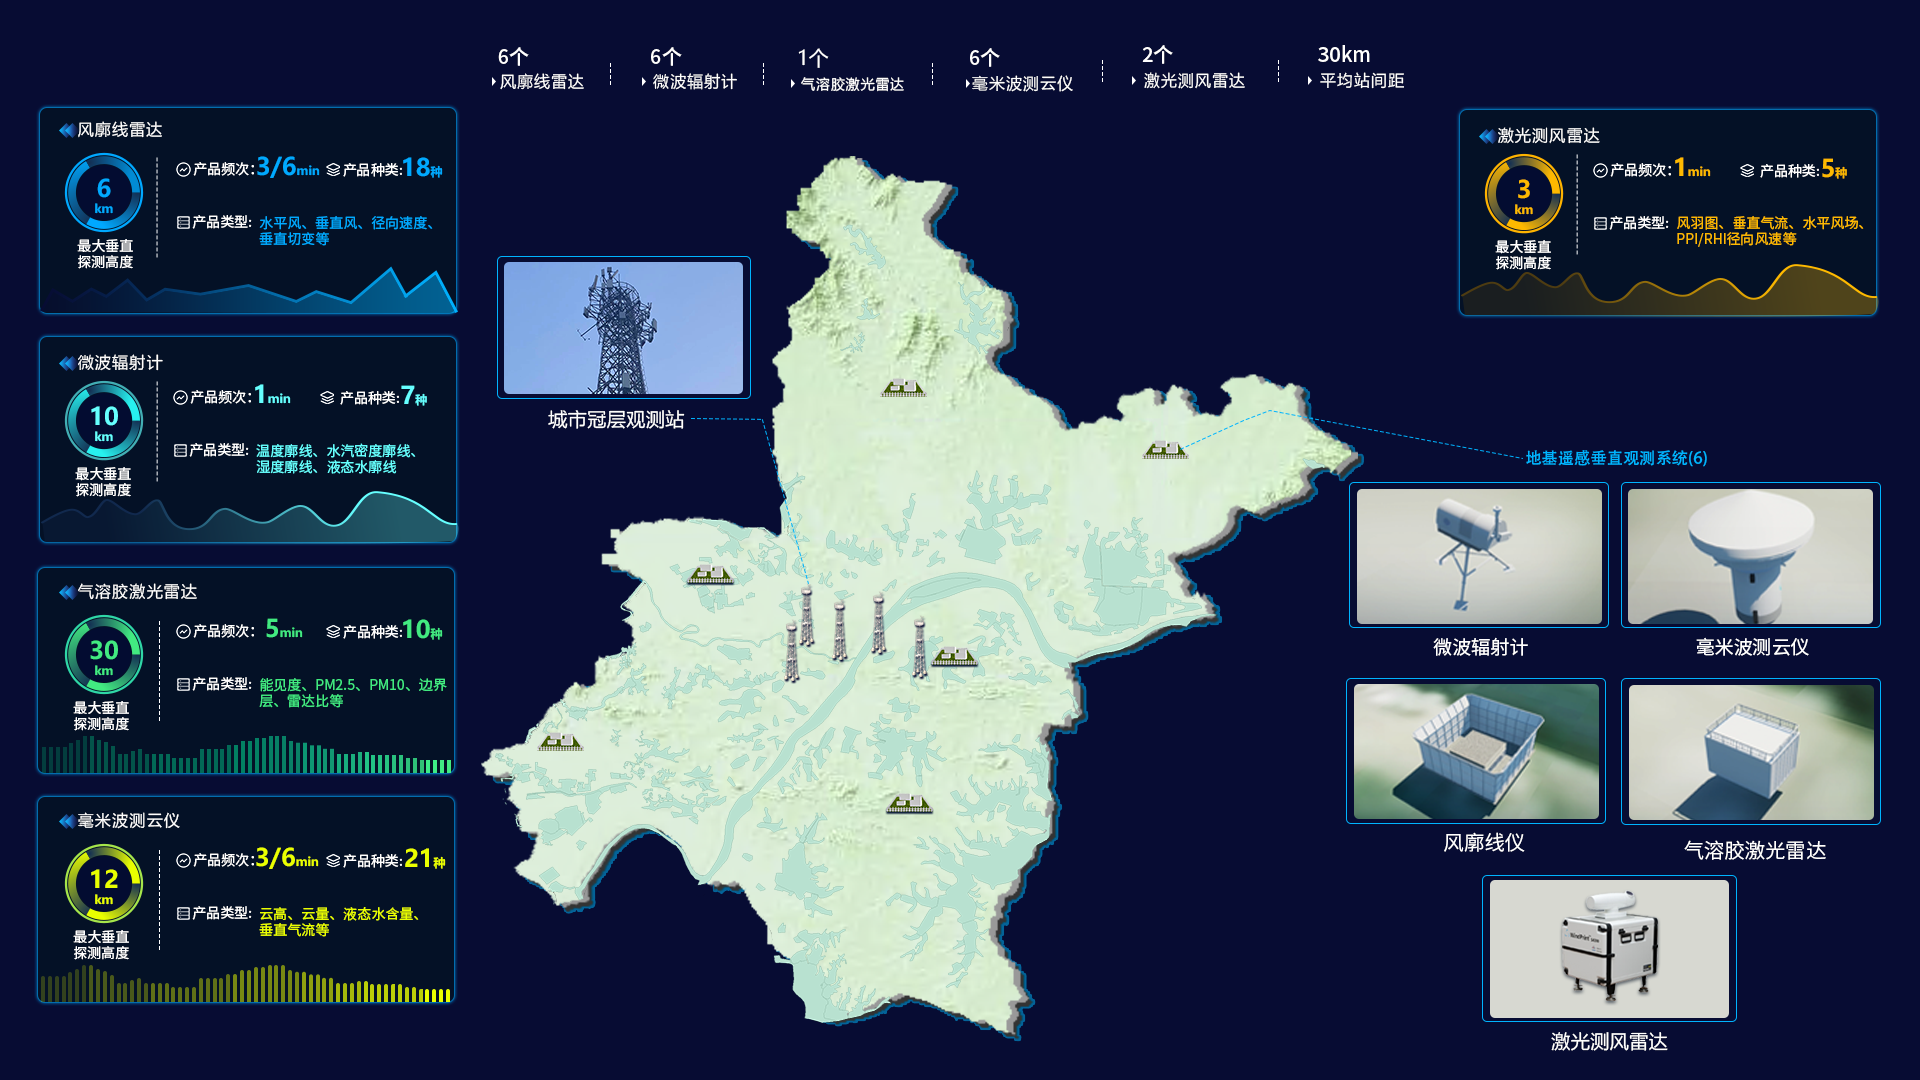 6个
风廓线雷达
6个
微波辐射计
1个
气溶胶激光雷达
6个
毫米波测云仪
2个
激光测风雷达
30km
平均站间距
风廓线雷达
6
km
最大垂直
探测高度
产品频次:3/6min 产品种类:18种
产品类型: 水平风、垂直风、径向速度、
垂直切变等
微波辐射计
10
km
最大垂直
探测高度
产品频次:1min 产品种类:7种
产品类型: 温度廓线、水汽密度廓线、
湿度廓线、液态水廓线
气溶胶激光雷达
30
km
最大垂直
探测高度
产品频次: 5min 产品种类:10种
产品类型: 能见度、PM2.5、PM10、边界
层、雷达比等
毫米波测云仪
12
km
最大垂直
探测高度
产品频次:3/6min 产品种类:21种
产品类型: 云高、云量、液态水含量、
垂直气流等
城市冠层观测站
激光测风雷达
3
km
最大垂直
探测高度
产品频次:1min 产品种类:5种
产品类型: 风羽图、垂直气流、水平风场、
PPI/RHI径向风速等
地基遥感垂直观测系统(6)
微波辐射计
毫米波测云仪
风廓线仪
气溶胶激光雷达
激光测风雷达